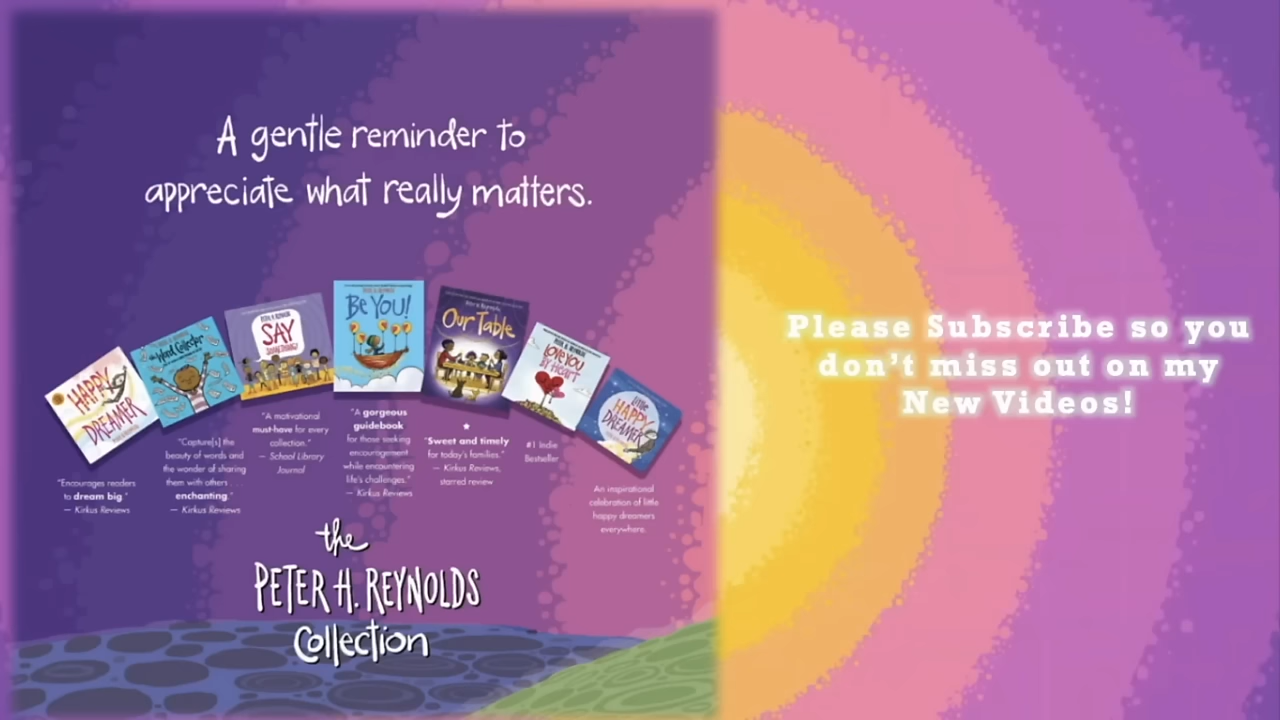 A gentle reminder to
appreciate what really matters.
HAPPY
DREAMER
the Word Collector
SAY
Be You!
Our Table
Love You
BY HEART
Little
HAPPY
DREAMER
"Encourages readers
to dream big."
— Kirkus Reviews
"Capture[s] the
beauty of words and
the wonder of sharing
them with others . . .
enchanting."
— Kirkus Reviews
"A motivational
must-have for every
collection."
— School Library
Journal
"A gorgeous
guidebook
for those seeking
encouragement
while encountering
life's challenges."
— Kirkus Reviews
"Sweet and timely
for today's families."
— Kirkus Reviews,
starred review
#1 Indie
Bestseller
An inspirational
celebration of little
happy dreamers
everywhere.
the
PETER H. REYNOLDS
Collection
Please Subscribe so you
don't miss out on my
New Videos!